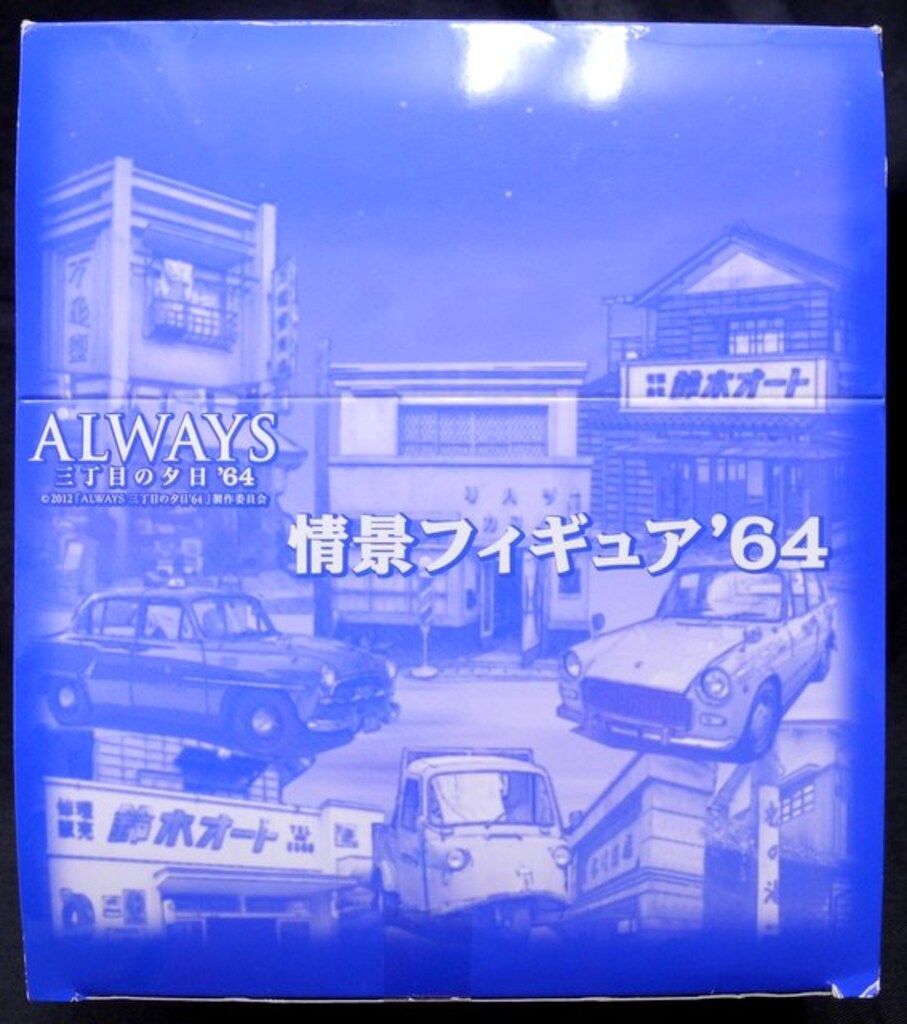 鈴木オート
ALWAYS
三丁目の夕日'64
©2012「ALWAYS 三丁目の夕日'64」製作委員会
情景フィギュア'64
修理
販売
鈴木オート